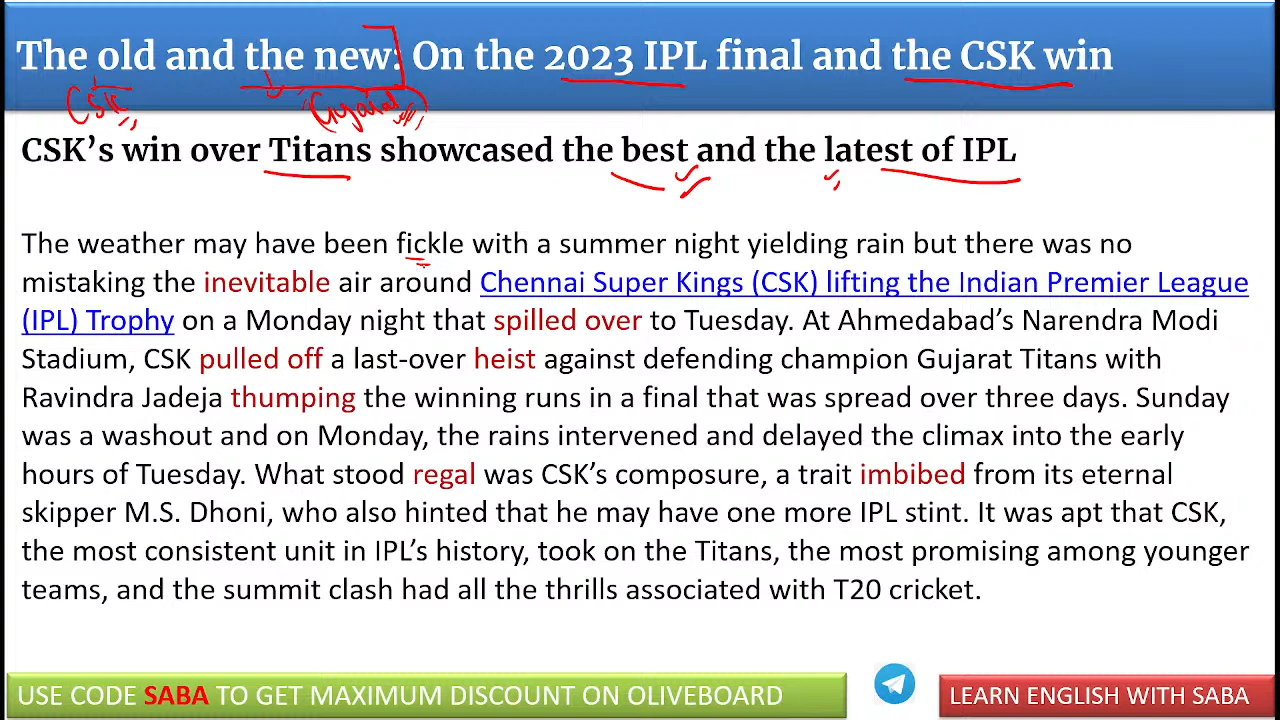 The old and the new: On the 2023 IPL final and the CSK win
CSK
Gujarat
CSK's win over Titans showcased the best and the latest of IPL
The weather may have been fickle with a summer night yielding rain but there was no
mistaking the inevitable air around Chennai Super Kings (CSK) lifting the Indian Premier League
(IPL) Trophy on a Monday night that spilled over to Tuesday. At Ahmedabad's Narendra Modi
Stadium, CSK pulled off a last-over heist against defending champion Gujarat Titans with
Ravindra Jadeja thumping the winning runs in a final that was spread over three days. Sunday
was a washout and on Monday, the rains intervened and delayed the climax into the early
hours of Tuesday. What stood regal was CSK's composure, a trait imbibed from its eternal
skipper M.S. Dhoni, who also hinted that he may have one more IPL stint. It was apt that CSK,
the most consistent unit in IPL's history, took on the Titans, the most promising among younger
teams, and the summit clash had all the thrills associated with T20 cricket.
USE CODE SABA TO GET MAXIMUM DISCOUNT ON OLIVEBOARD
LEARN ENGLISH WITH SABA